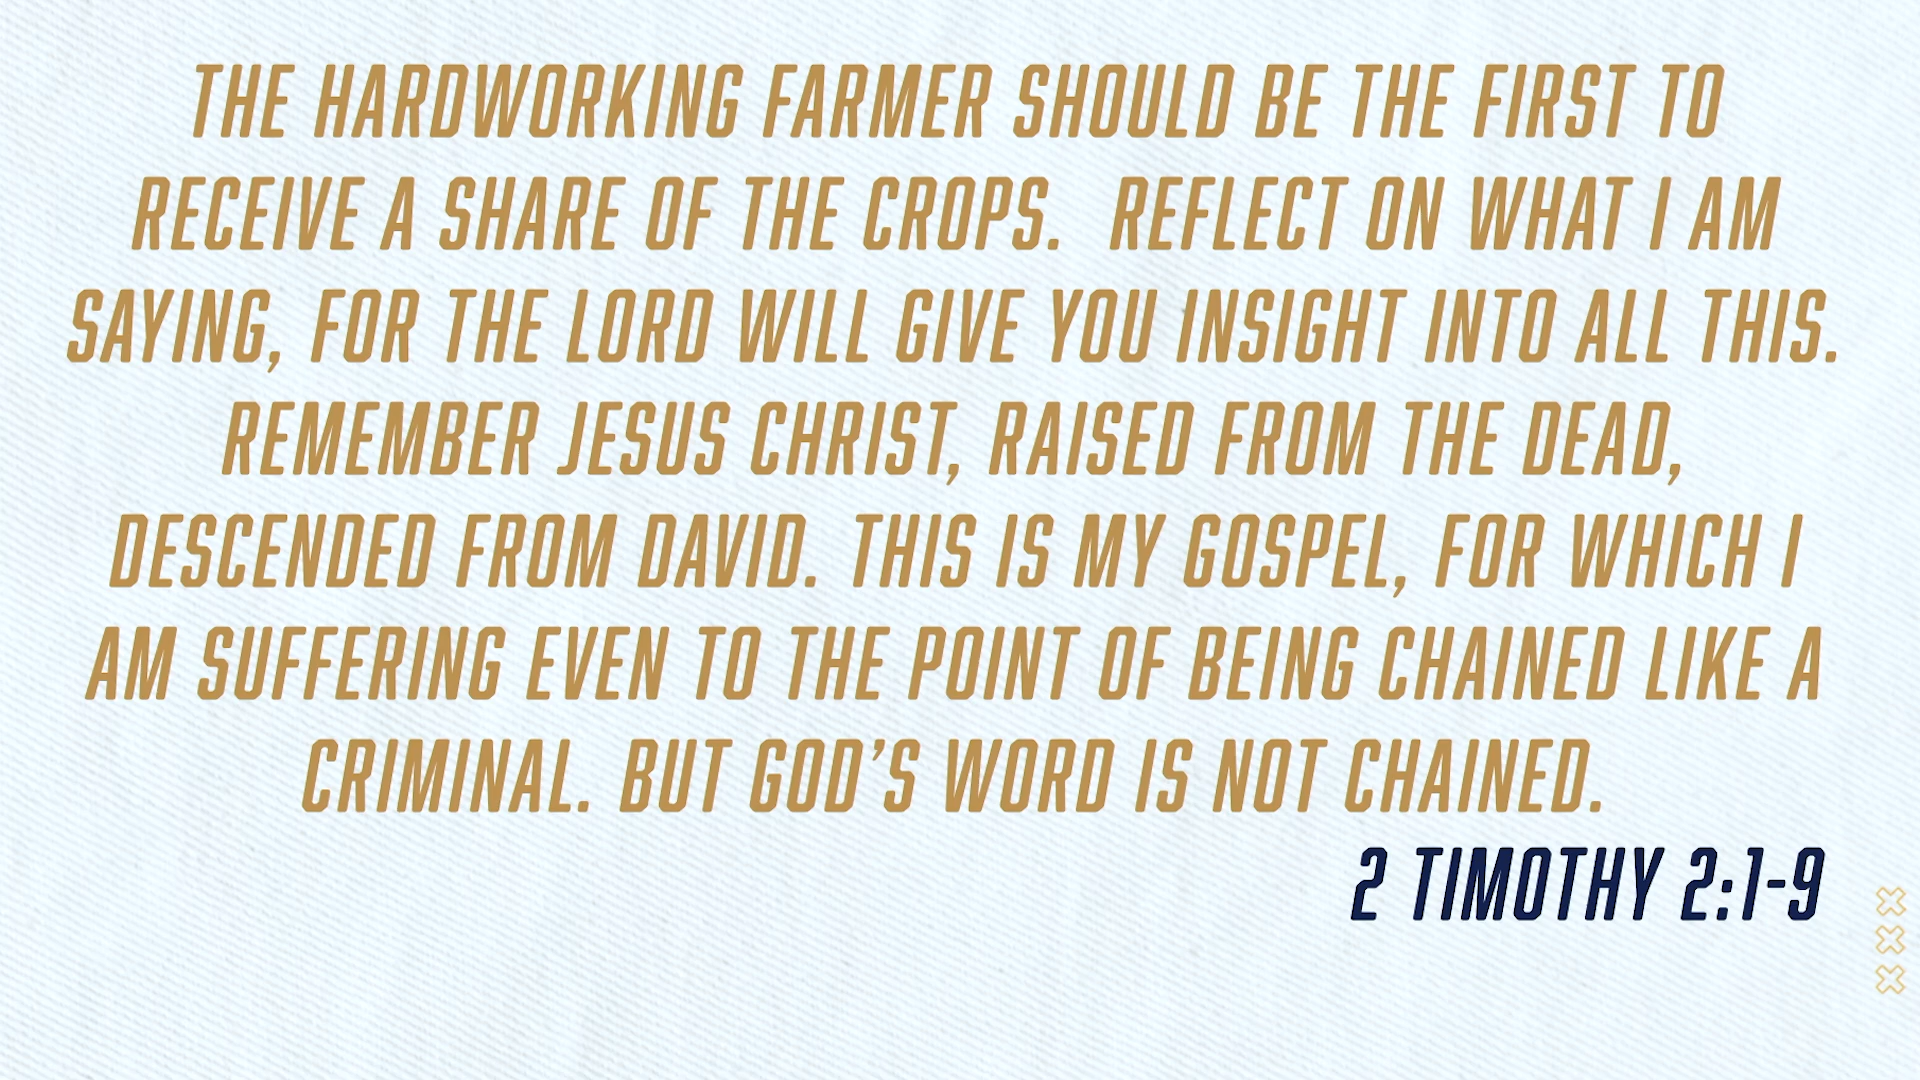 THE HARDWORKING FARMER SHOULD BE THE FIRST TO
RECEIVE A SHARE OF THE CROPS.  REFLECT ON WHAT I AM
SAYING, FOR THE LORD WILL GIVE YOU INSIGHT INTO ALL THIS.
REMEMBER JESUS CHRIST, RAISED FROM THE DEAD,
DESCENDED FROM DAVID. THIS IS MY GOSPEL, FOR WHICH I
AM SUFFERING EVEN TO THE POINT OF BEING CHAINED LIKE A
CRIMINAL. BUT GOD’S WORD IS NOT CHAINED.
2 TIMOTHY 2:1-9